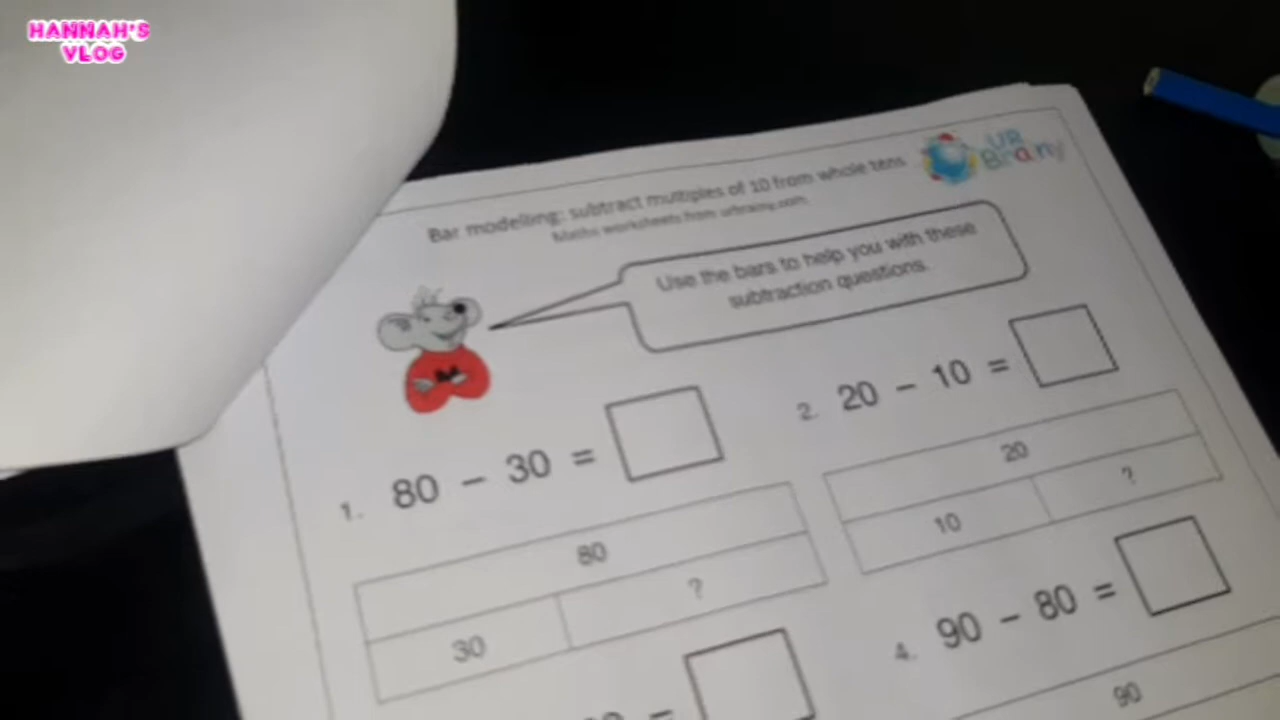 HANNAH'S
VLOG
UR
Brainy
Bar modelling: subtract multiples of 10 from whole tens
Maths worksheets from urbrainy.com
Use the bars to help you with these
subtraction questions.
M
1. 80 - 30 =
80
30 ?
2. 20 - 10 =
20
10 ?
4. 90 - 80 =
90